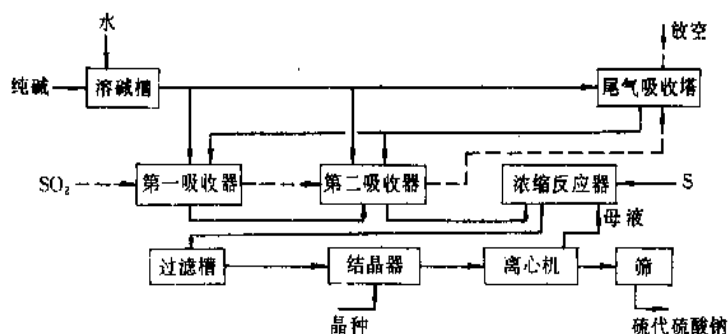 水
放空
纯碱
溶碱槽
尾气吸收塔
SO₂
第一吸收器
第二吸收器
浓缩反应器
S
母液
过滤槽
结晶器
离心机
筛
晶种
硫代硫酸钠